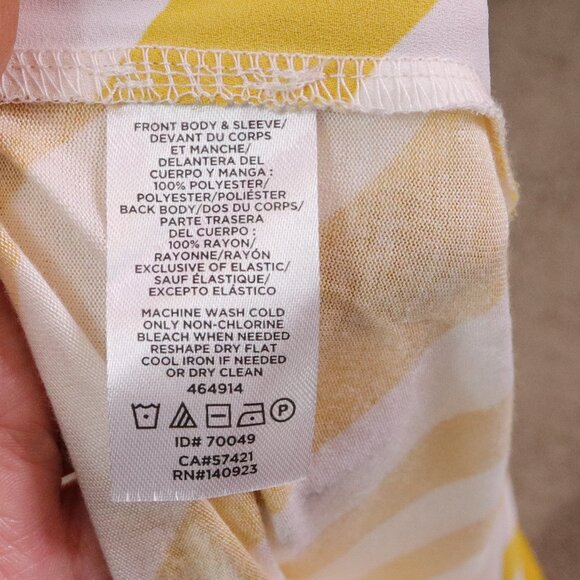 FRONT BODY & SLEEVE/
DEVANT DU CORPS
ET MANCHE/
DELANTERA DEL
CUERPO Y MANGA :
100% POLYESTER/
POLYESTER/POLIÉSTER
BACK BODY/DOS DU CORPS/
PARTE TRASERA
DEL CUERPO :
100% RAYON/
RAYONNE/RAYÓN
EXCLUSIVE OF ELASTIC/
SAUF ÉLASTIQUE/
EXCEPTO ELÁSTICO
MACHINE WASH COLD
ONLY NON-CHLORINE
BLEACH WHEN NEEDED
RESHAPE DRY FLAT
COOL IRON IF NEEDED
OR DRY CLEAN
464914
P
ID# 70049
CA#57421
RN#140923